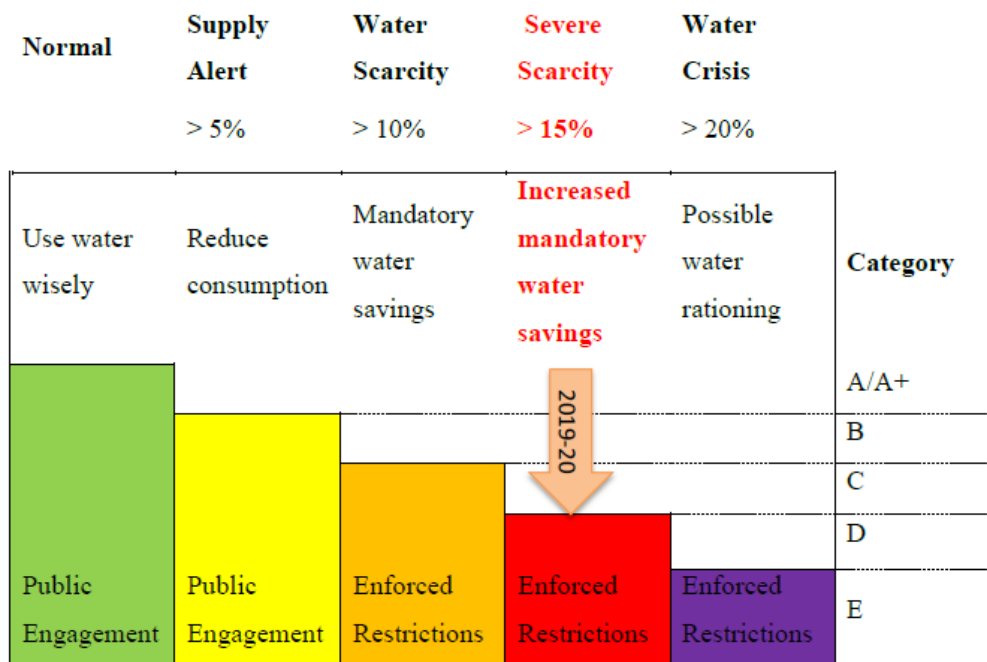 Normal
Supply
Alert
> 5%
Water
Scarcity
> 10%
Severe
Scarcity
> 15%
Water
Crisis
> 20%
Use water
wisely
Reduce
consumption
Mandatory
water
savings
Increased
mandatory
water
savings
Possible
water
rationing
Category
2019-20
A/A+
B
C
D
E
Public
Engagement
Public
Engagement
Enforced
Restrictions
Enforced
Restrictions
Enforced
Restrictions